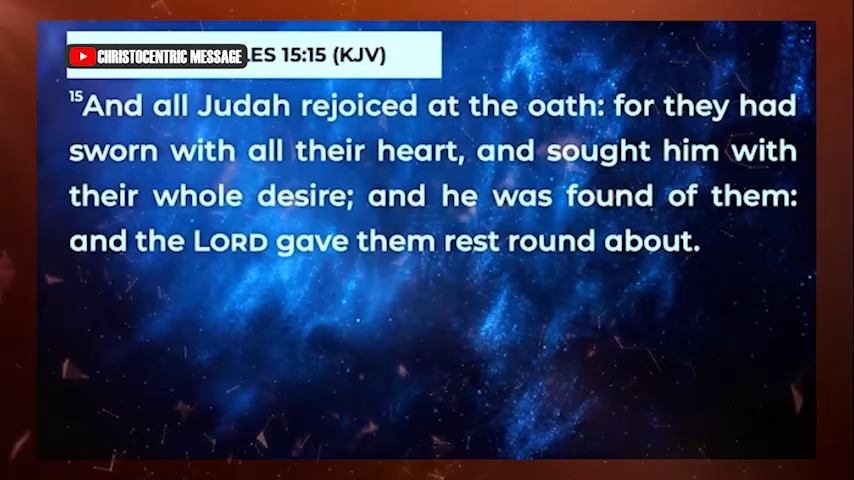 CHRISTOCENTRIC MESSAGE
LES 15:15 (KJV)
15And all Judah rejoiced at the oath: for they had
sworn with all their heart, and sought him with
their whole desire; and he was found of them:
and the LORD gave them rest round about.